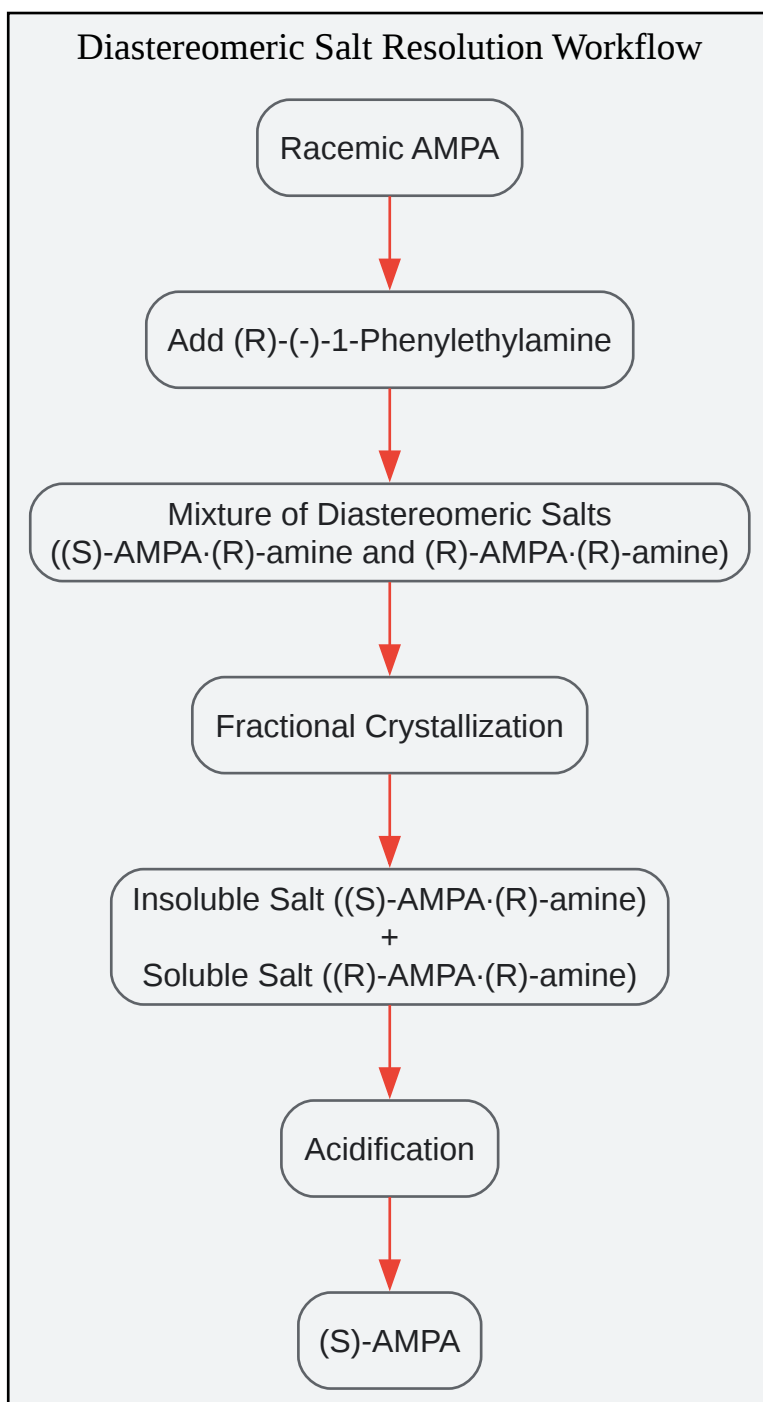 Diastereomeric Salt Resolution Workflow
Racemic AMPA
Add (R)-(-)-1-Phenylethylamine
Mixture of Diastereomeric Salts
((S)-AMPA·(R)-amine and (R)-AMPA·(R)-amine)
Fractional Crystallization
Insoluble Salt ((S)-AMPA·(R)-amine)
+
Soluble Salt ((R)-AMPA·(R)-amine)
Acidification
(S)-AMPA